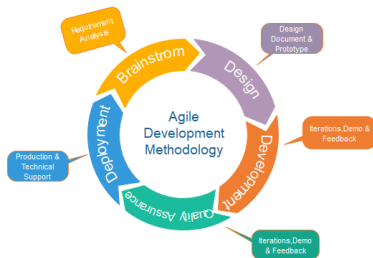 Requirement
Analysis
Brainstrom
Design
Document &
Prototype
Design
Agile
Development
Methodology
Iterations,Demo
& Feedback
Development
Deployment
Production &
Technical
Support
Quality Assurance
Iterations,Demo
& Feedback